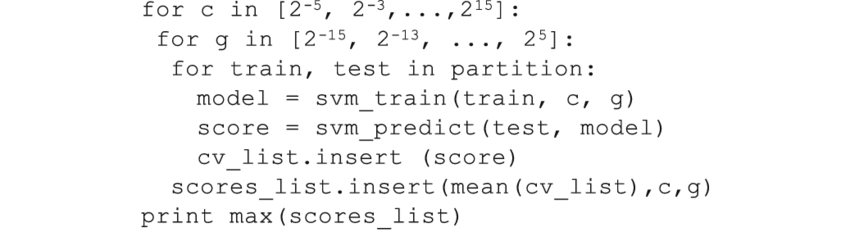 for c in [2⁻⁵, 2⁻³,...,2¹⁵]:
for g in [2⁻¹⁵, 2⁻¹³, ..., 2⁵]:
for train, test in partition:
model = svm_train(train, c, g)
score = svm_predict(test, model)
cv_list.insert (score)
scores_list.insert(mean(cv_list),c,g)
print max(scores_list)